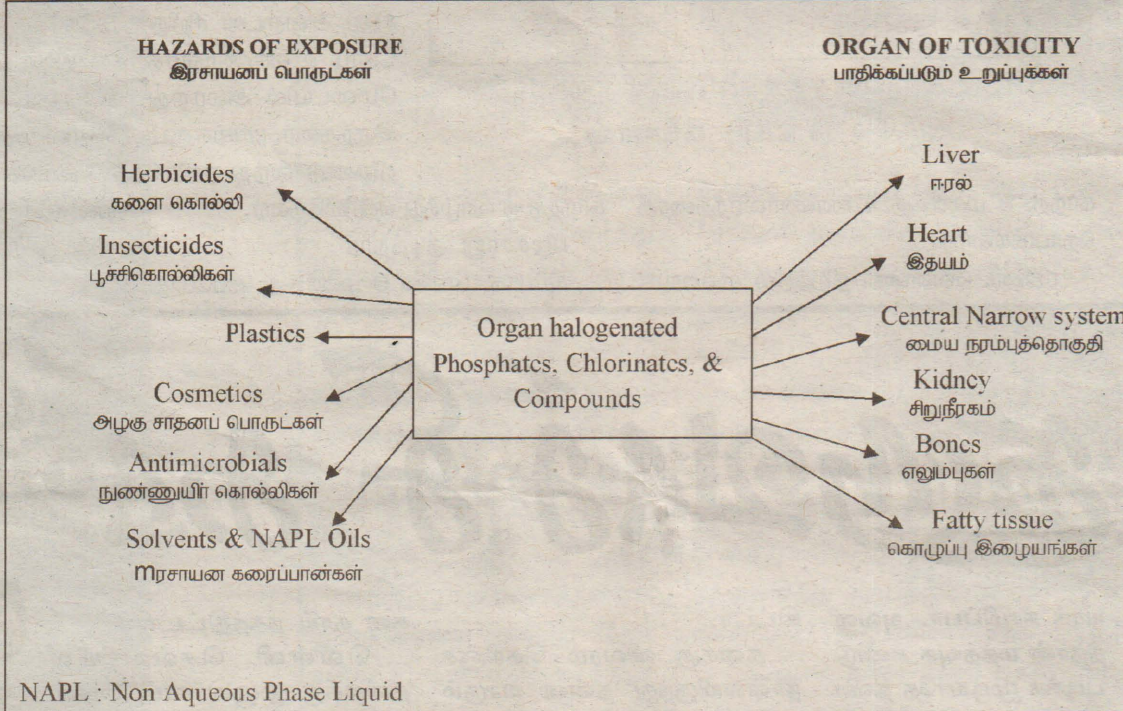 HAZARDS OF EXPOSURE
இரசாயனப் பொருட்கள்
Herbicides
களை கொல்லி
Insecticides
பூச்சிகொல்லிகள்
Plastics
Cosmetics
அழகு சாதனப் பொருட்கள்
Antimicrobials
நுண்ணுயிர் கொல்லிகள்
Solvents & NAPL Oils
mரசாயன கரைப்பான்கள்
Organ halogenated
Phosphates, Chlorinates, &
Compounds
ORGAN OF TOXICITY
பாதிக்கப்படும் உறுப்புக்கள்
Liver
ஈரல்
Heart
இதயம்
Central Narrow system
மைய நரம்புத்தொகுதி
Kidney
சிறுநீரகம்
Bones
எலும்புகள்
Fatty tissue
கொழுப்பு இழையங்கள்
NAPL : Non Aqueous Phase Liquid